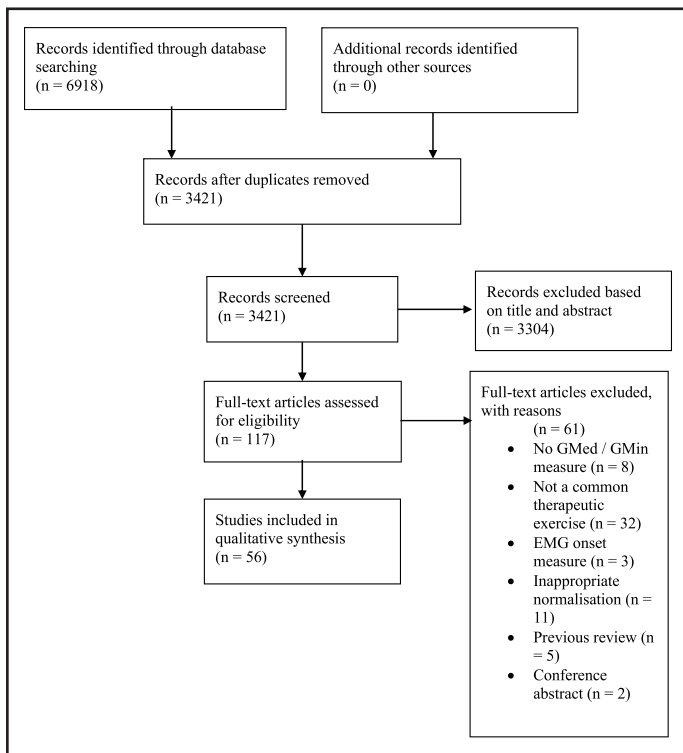 Records identified through database
searching
(n = 6918)
Additional records identified
through other sources
(n = 0)
Records after duplicates removed
(n = 3421)
Records screened
(n = 3421)
Records excluded based
on title and abstract
(n = 3304)
Full-text articles assessed
for eligibility
(n = 117)
Full-text articles excluded,
with reasons
(n = 61)
• No GMed / GMin
measure (n = 8)
• Not a common
therapeutic
exercise (n = 32)
• EMG onset
measure (n = 3)
• Inappropriate
normalisation (n =
11)
• Previous review (n
= 5)
• Conference
abstract (n = 2)
Studies included in
qualitative synthesis
(n = 56)